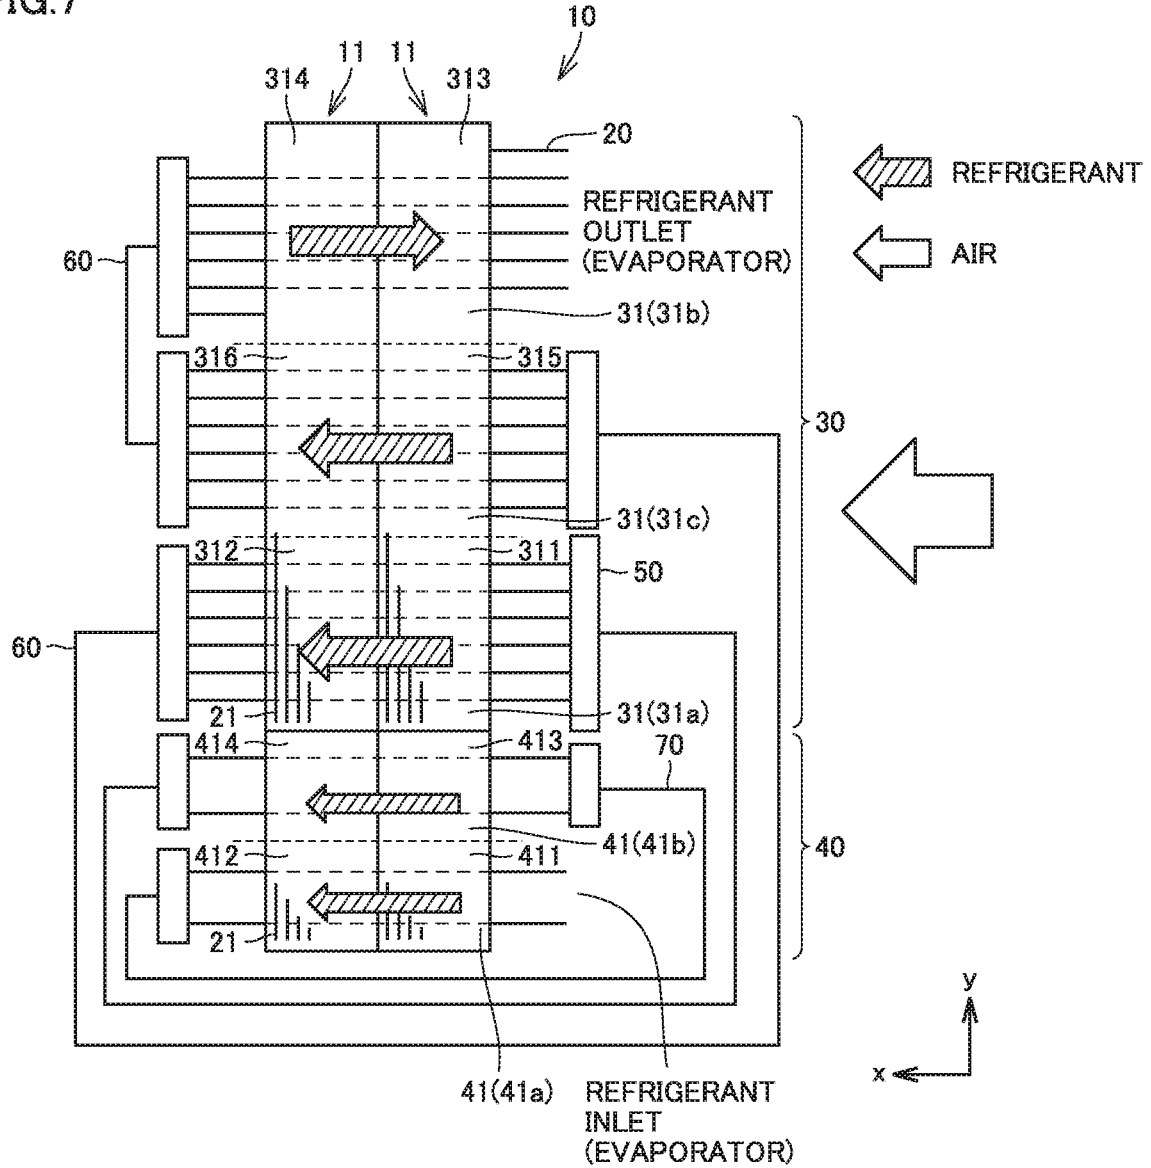 FIG.7
10
11 11
314 313
20
REFRIGERANT
REFRIGERANT
OUTLET
(EVAPORATOR)
AIR
60
31(31b)
316 315
30
31(31c)
312 311
50
60
21 31(31a)
414 413 70
41(41b)
40
412 411
21
y
x
41(41a)
REFRIGERANT
INLET
(EVAPORATOR)